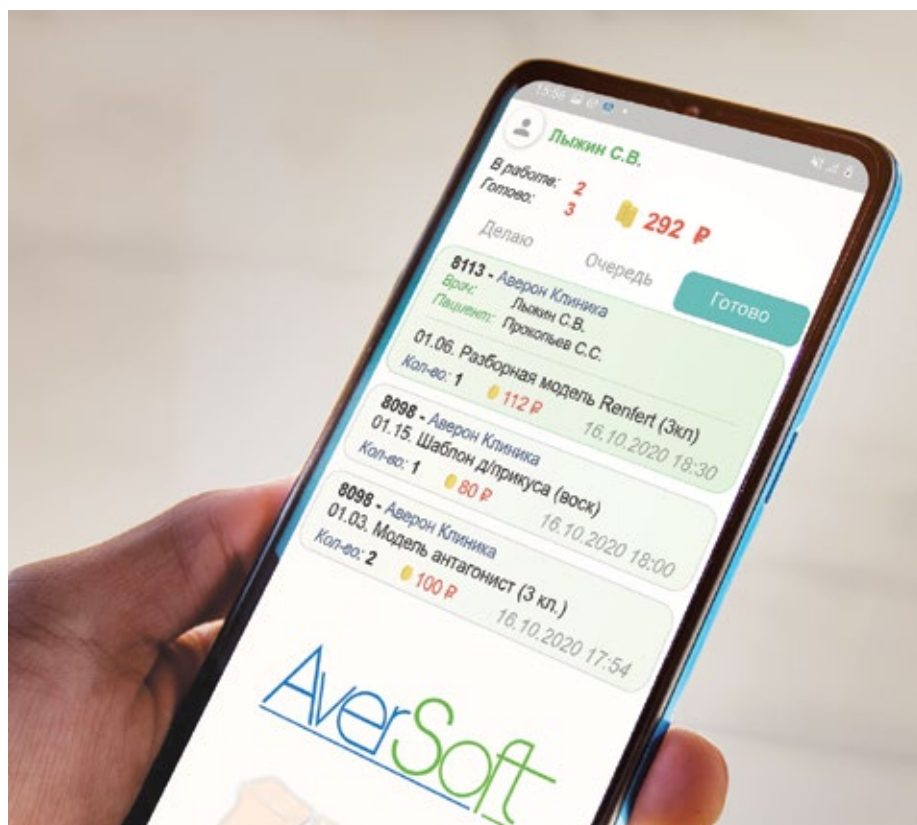 15:56
Лыжин С.В.
В работе: 2
Готово: 3
292 ₽
Делаю Очередь Готово
8113 - Аверон Клиника
Врач: Лыжин С.В.
Пациент: Прокопьев С.С.
01.06. Разборная модель Renfert (3кл)
Кол-во: 1 112 ₽ 16.10.2020 18:30
8098 - Аверон Клиника
01.15. Шаблон д/прикуса (воск)
Кол-во: 1 80 ₽ 16.10.2020 18:00
8098 - Аверон Клиника
01.03. Модель антагонист (3 кл.)
Кол-во: 2 100 ₽ 16.10.2020 17:54
AverSoft